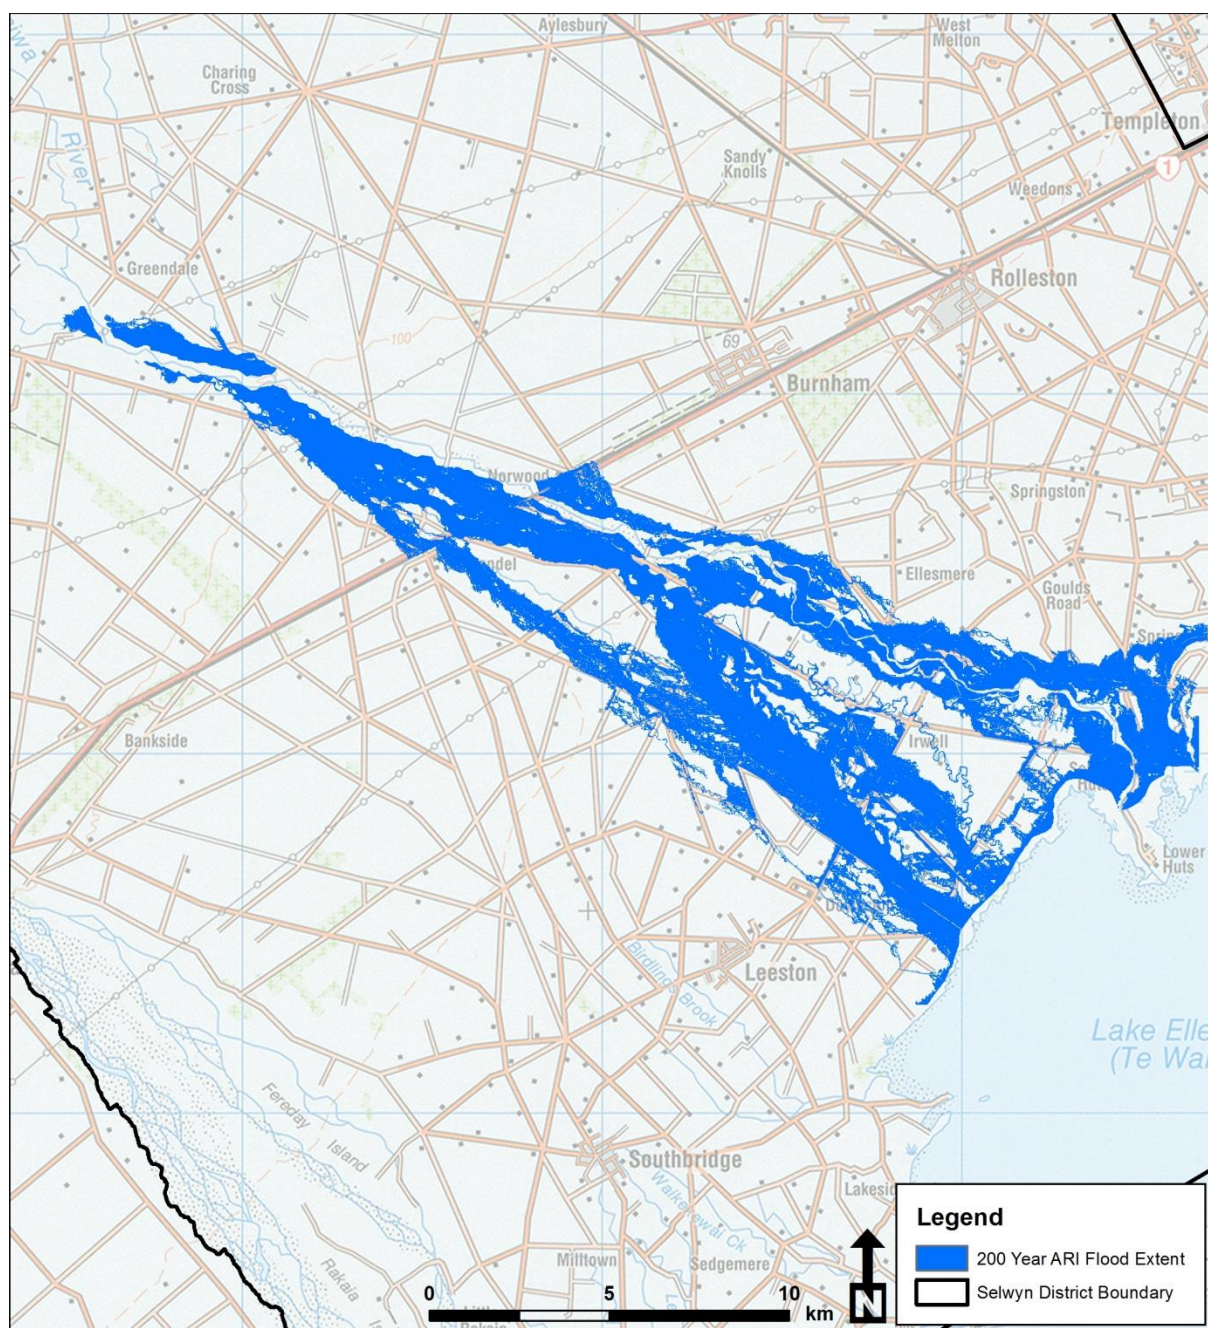 Aylesbury
West
Melton
Charing
Cross
Templeton
River
Sandy
Knolls
Weedons
1
Greendale
Rolleston
100
69
Burnham
Norwood
Springston
Ellesmere
Goulds
Road
Bankside
Irwell
Lower
Huts
Leeston
Birdlings Brook
Lake Elle
(Te Wai
Fereday
Island
Southbridge
Waikewai Ck
Milltown
Sedgemere
Rakaia
Legend
200 Year ARI Flood Extent
Selwyn District Boundary
0 5 10
km
N